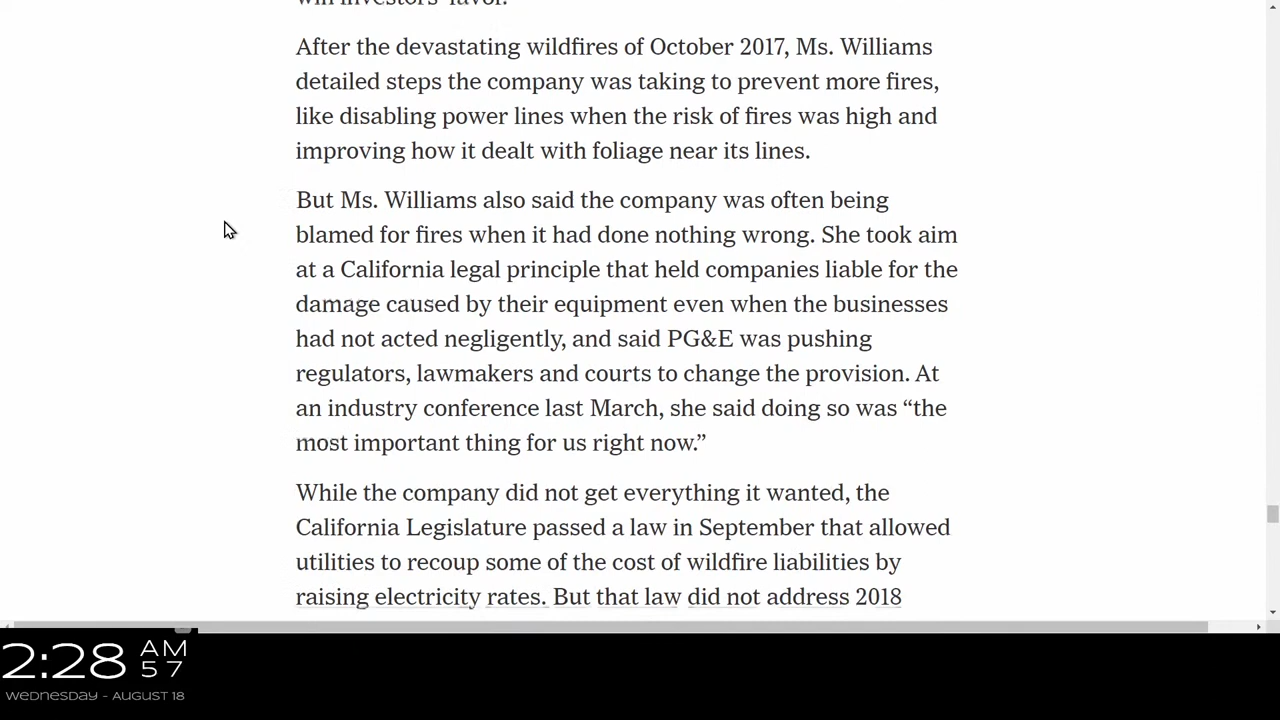 win investors' favor.
After the devastating wildfires of October 2017, Ms. Williams
detailed steps the company was taking to prevent more fires,
like disabling power lines when the risk of fires was high and
improving how it dealt with foliage near its lines.
But Ms. Williams also said the company was often being
blamed for fires when it had done nothing wrong. She took aim
at a California legal principle that held companies liable for the
damage caused by their equipment even when the businesses
had not acted negligently, and said PG&E was pushing
regulators, lawmakers and courts to change the provision. At
an industry conference last March, she said doing so was “the
most important thing for us right now.”
While the company did not get everything it wanted, the
California Legislature passed a law in September that allowed
utilities to recoup some of the cost of wildfire liabilities by
raising electricity rates. But that law did not address 2018
2:28 AM 57
WEDNESDAY - AUGUST 18